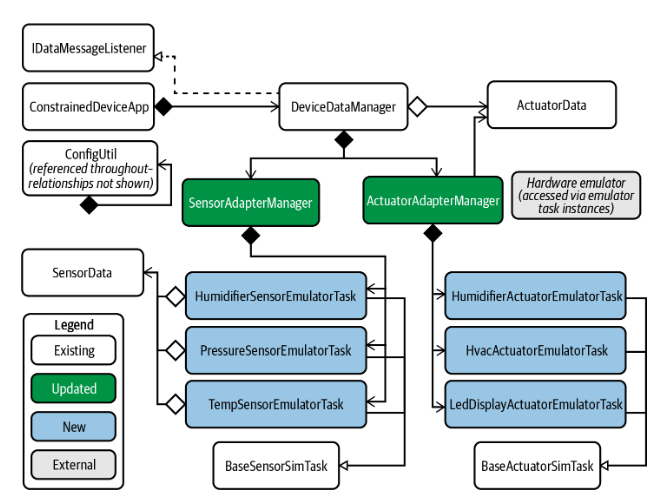 IDataMessageListener
ConstrainedDeviceApp
DeviceDataManager
ActuatorData
ConfigUtil
(referenced throughout–
relationships not shown)
SensorAdapterManager
ActuatorAdapterManager
Hardware emulator
(accessed via emulator
task instances)
SensorData
HumidifierSensorEmulatorTask
HumidifierActuatorEmulatorTask
PressureSensorEmulatorTask
HvacActuatorEmulatorTask
TempSensorEmulatorTask
LedDisplayActuatorEmulatorTask
BaseSensorSimTask
BaseActuatorSimTask
Legend
Existing
Updated
New
External